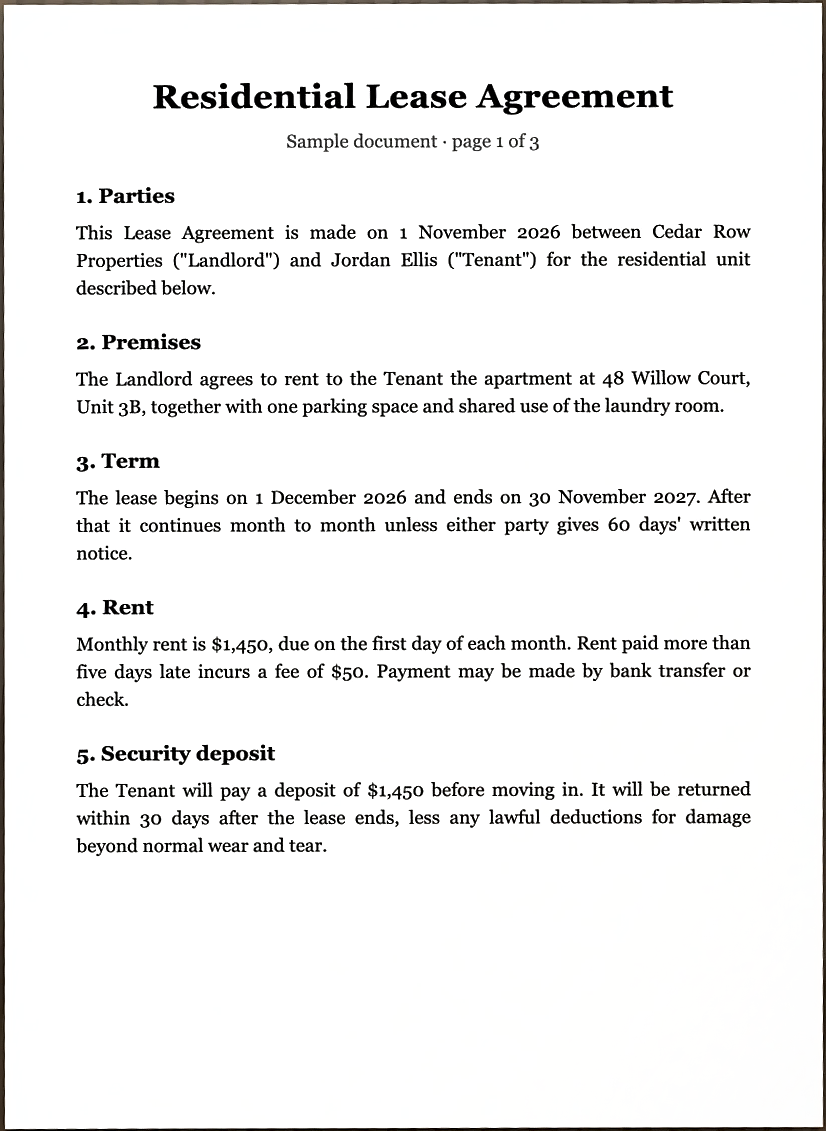 Residential Lease Agreement
Sample document · page 1 of 3
1. Parties
This Lease Agreement is made on 1 November 2026 between Cedar Row
Properties ("Landlord") and Jordan Ellis ("Tenant") for the residential unit
described below.
2. Premises
The Landlord agrees to rent to the Tenant the apartment at 48 Willow Court,
Unit 3B, together with one parking space and shared use of the laundry room.
3. Term
The lease begins on 1 December 2026 and ends on 30 November 2027. After
that it continues month to month unless either party gives 60 days' written
notice.
4. Rent
Monthly rent is $1,450, due on the first day of each month. Rent paid more than
five days late incurs a fee of $50. Payment may be made by bank transfer or
check.
5. Security deposit
The Tenant will pay a deposit of $1,450 before moving in. It will be returned
within 30 days after the lease ends, less any lawful deductions for damage
beyond normal wear and tear.